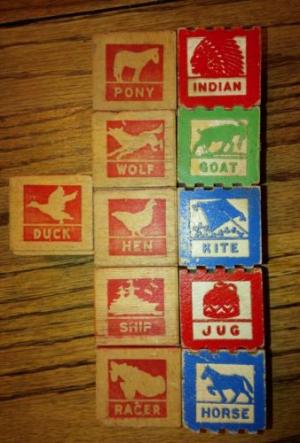 PONY
INDIAN
WOLF
GOAT
DUCK
HEN
KITE
SHIP
JUG
RACER
HORSE